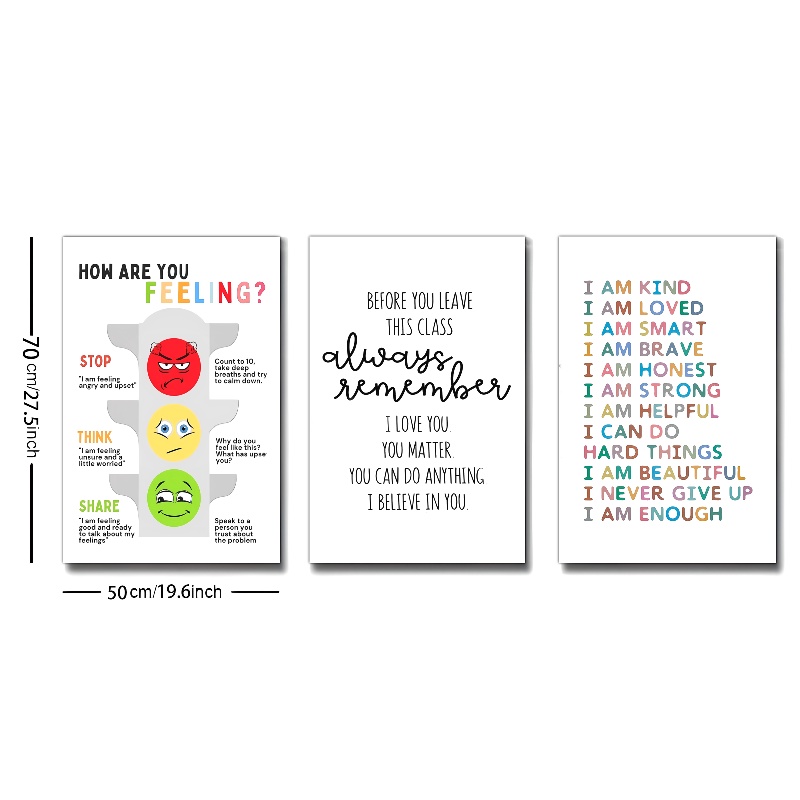 70 cm/27.5inch
HOW ARE YOU
FEELING?
STOP
"I am feeling
angry and upset"
Count to 10,
take deep
breaths and try
to calm down.
THINK
"I am feeling
unsure and a
little worried"
Why do you
feel like this?
What has upse
you?
SHARE
"I am feeling
good and ready
to talk about my
feelings"
Speak to a
person you
trust about
the problem
50cm/19.6inch
BEFORE YOU LEAVE
THIS CLASS
always
remember
I LOVE YOU.
YOU MATTER.
YOU CAN DO ANYTHING
I BELIEVE IN YOU.
I AM KIND
I AM LOVED
I AM SMART
I AM BRAVE
I AM HONEST
I AM STRONG
I AM HELPFUL
I CAN DO
HARD THINGS
I AM BEAUTIFUL
I NEVER GIVE UP
I AM ENOUGH